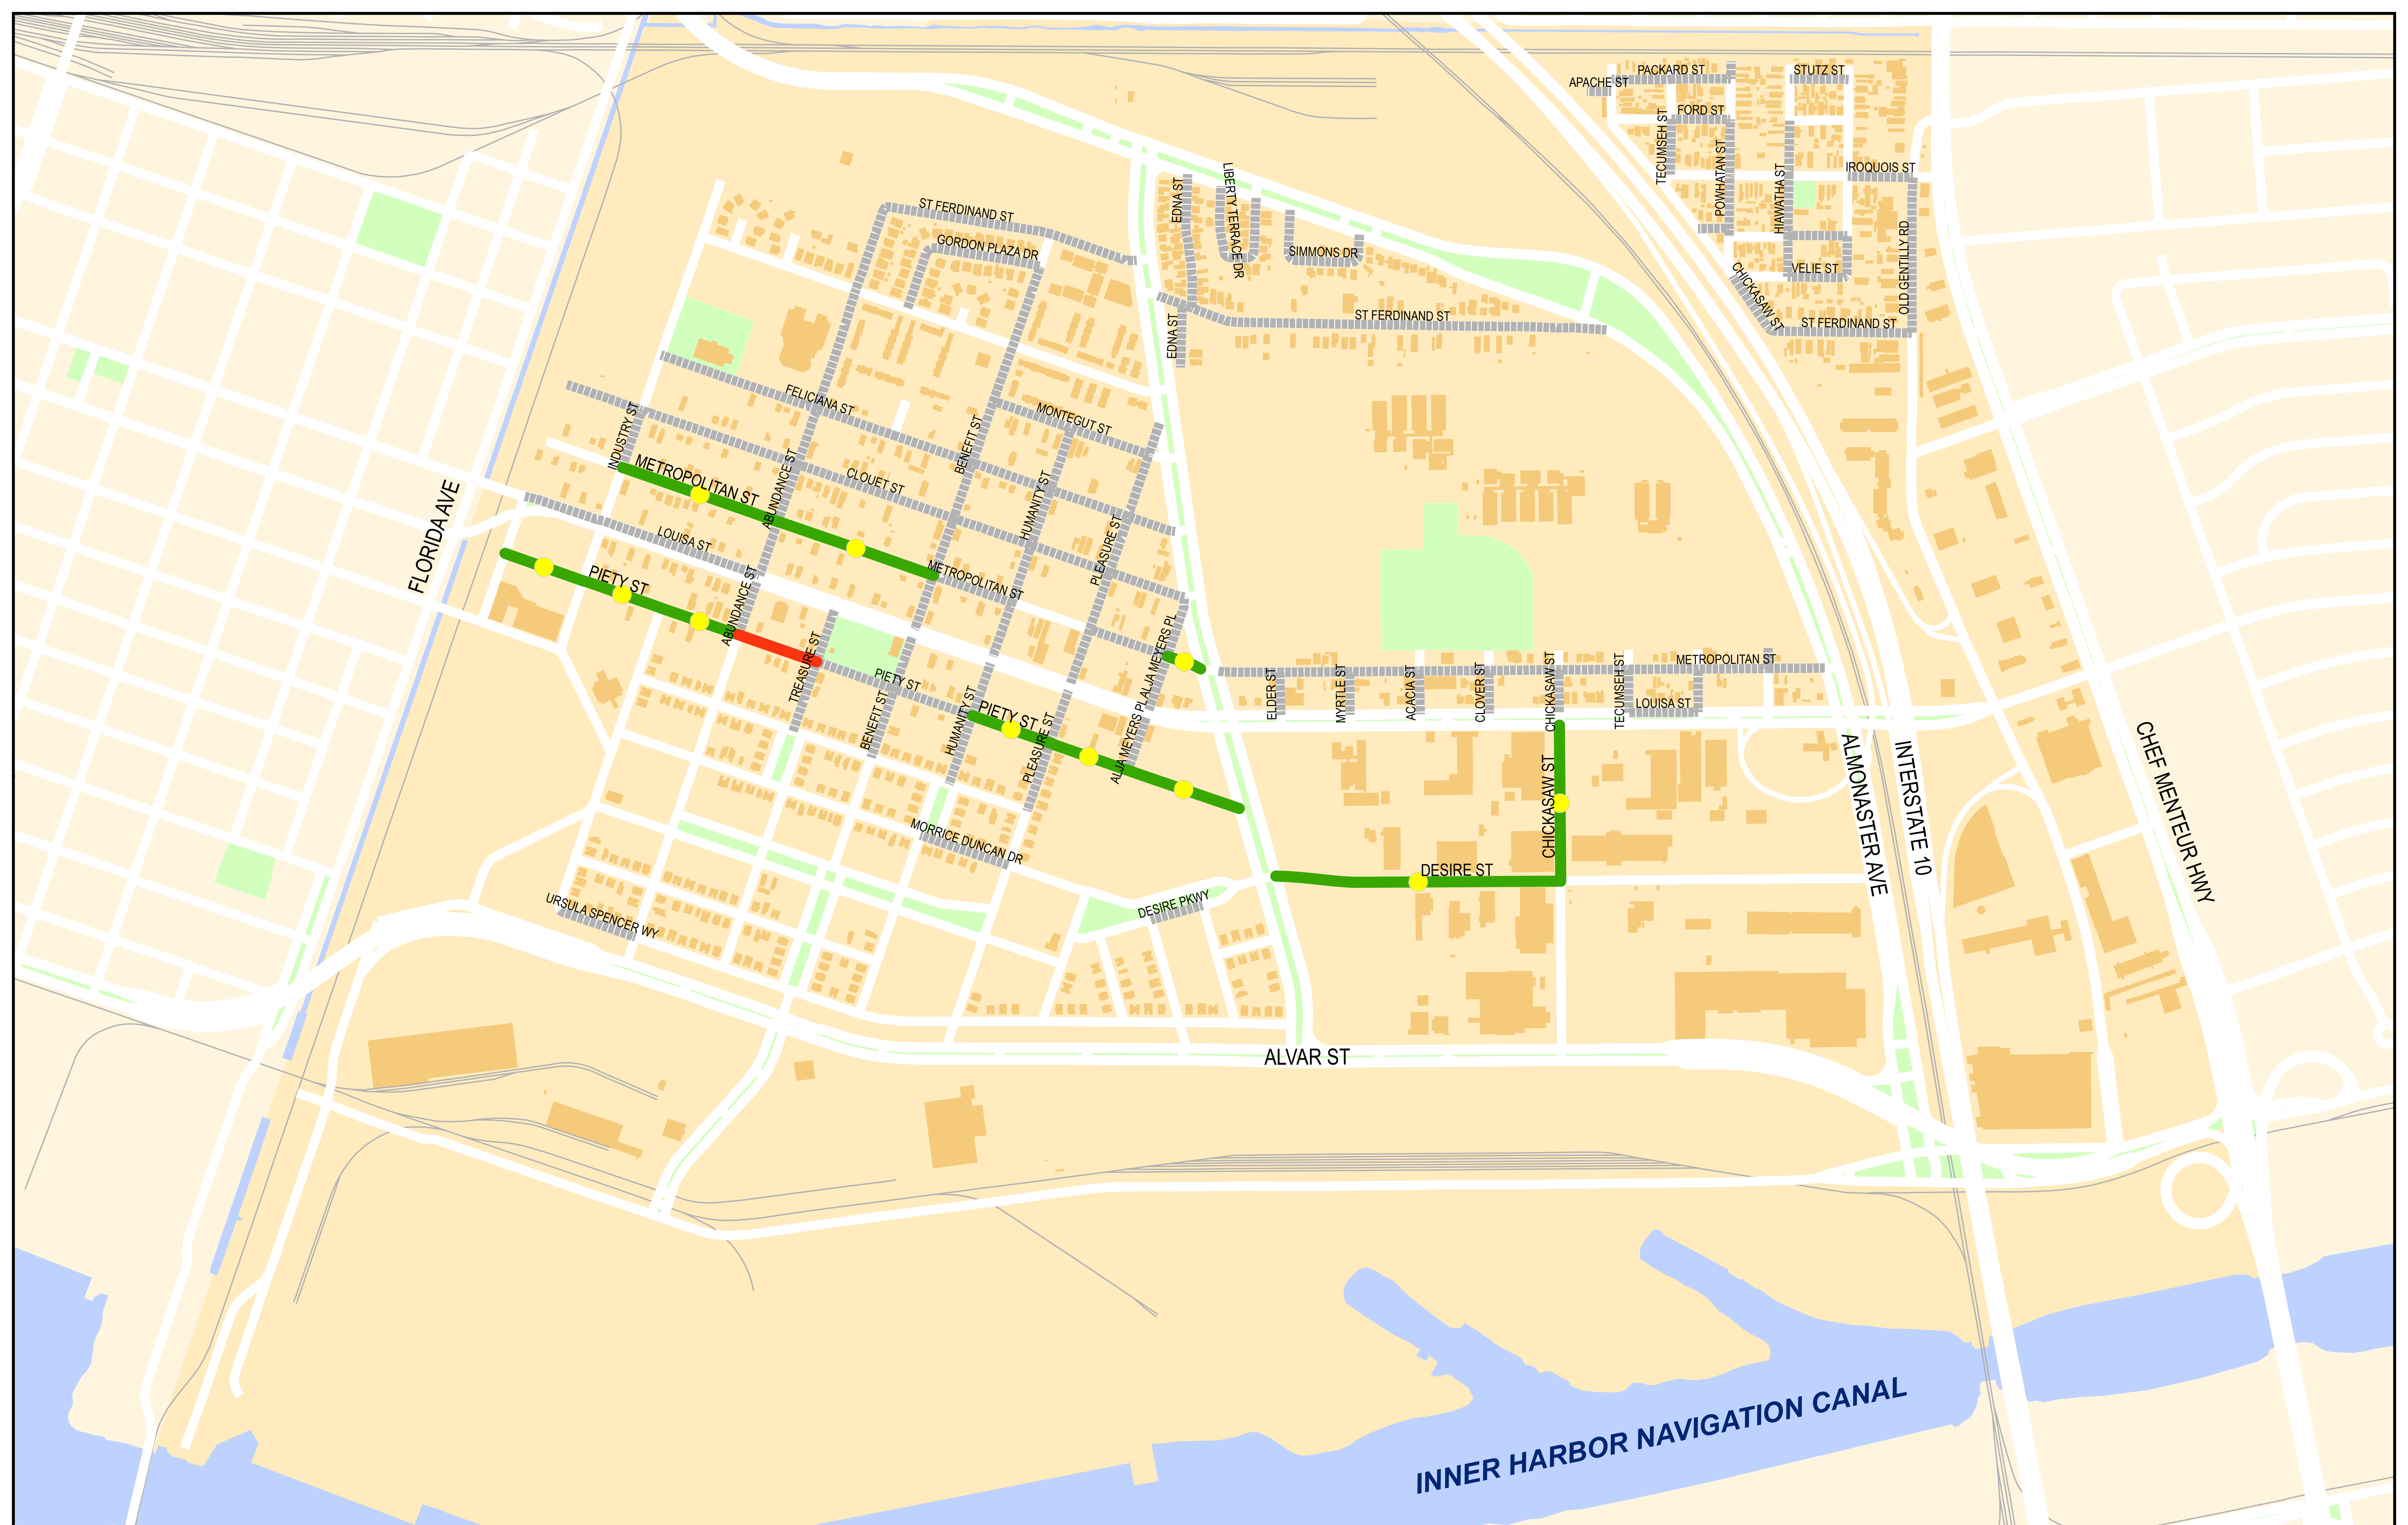 PACKARD ST
STUTZ ST
APACHE ST
FORD ST
TECUMSEH ST
POWHATAN ST
HIAWATHA ST
IROQUOIS ST
OLD GENTILLY RD
VELIE ST
CHICKASAW ST
ST FERDINAND ST
EDNA ST
LIBERTY TERRACE DR
SIMMONS DR
ST FERDINAND ST
GORDON PLAZA DR
EDNA ST
ST FERDINAND ST
FELICIANA ST
MONTEGUT ST
INDUSTRY ST
BENEFIT ST
METROPOLITAN ST
ABUNDANCE ST
CLOUET ST
HUMANITY ST
FLORIDA AVE
LOUISA ST
PLEASURE ST
PIETY ST
ABUNDANCE ST
METROPOLITAN ST
TREASURE ST
PIETY ST
ALJA MEYERS PL
ALJA MEYERS PL
BENEFIT ST
HUMANITY ST
PIETY ST
PLEASURE ST
ELDER ST
MYRTLE ST
ACACIA ST
CLOVER ST
CHICKASAW ST
TECUMSEH ST
METROPOLITAN ST
LOUISA ST
CHICKASAW ST
DESIRE ST
ALMONASTER AVE
INTERSTATE 10
CHEF MENTEUR HWY
MORRICE DUNCAN DR
DESIRE PKWY
URSULA SPENCER WY
ALVAR ST
INNER HARBOR NAVIGATION CANAL